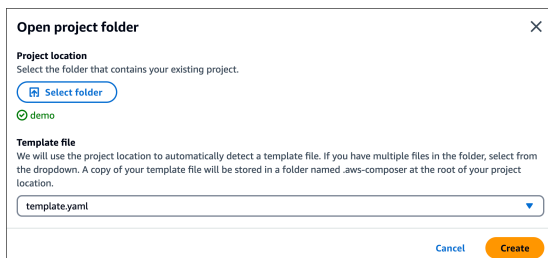 Open project folder
Project location
Select the folder that contains your existing project.
Select folder
demo
Template file
We will use the project location to automatically detect a template file. If you have multiple files in the folder, select from
the dropdown. A copy of your template file will be stored in a folder named .aws-composer at the root of your project
location.
template.yaml
Cancel
Create